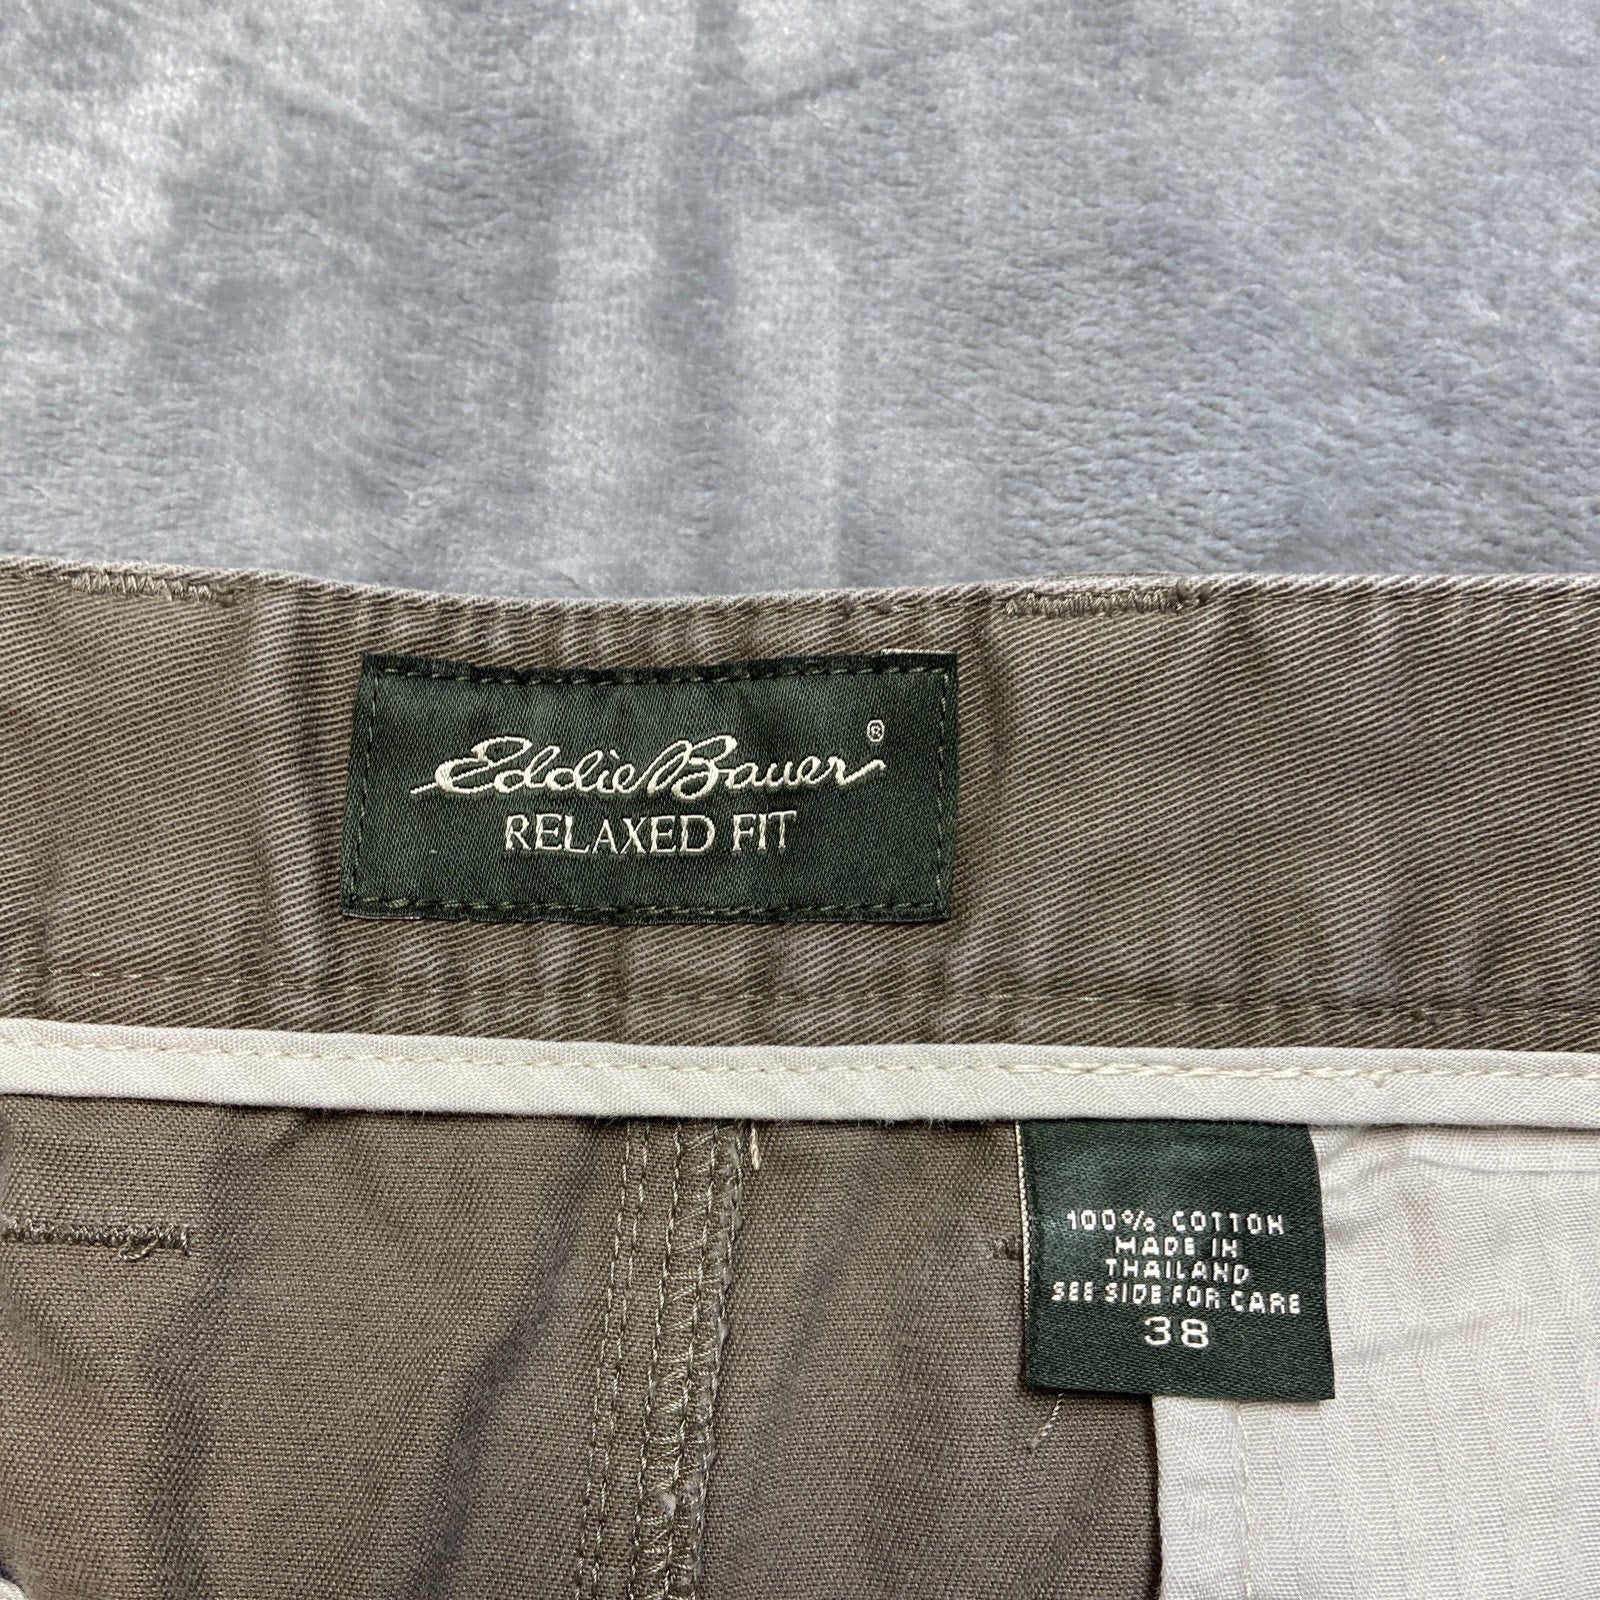 Eddie Bauer®
RELAXED FIT
100% COTTON
MADE IN
THAILAND
SEE SIDE FOR CARE
38